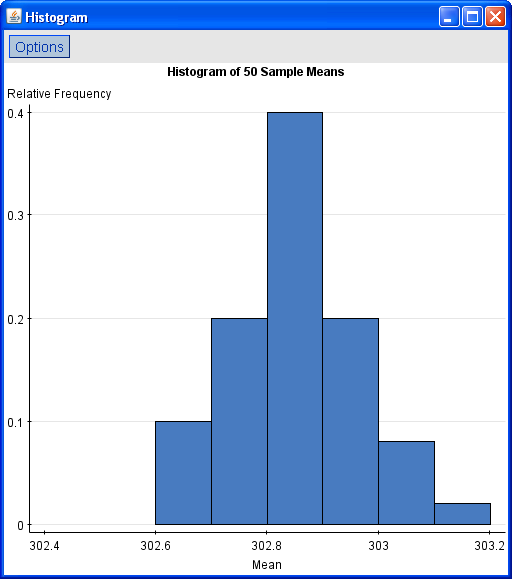 Histogram
Options
Histogram of 50 Sample Means
Relative Frequency
0.4
0.3
0.2
0.1
0
302.4 302.6 302.8 303 303.2
Mean